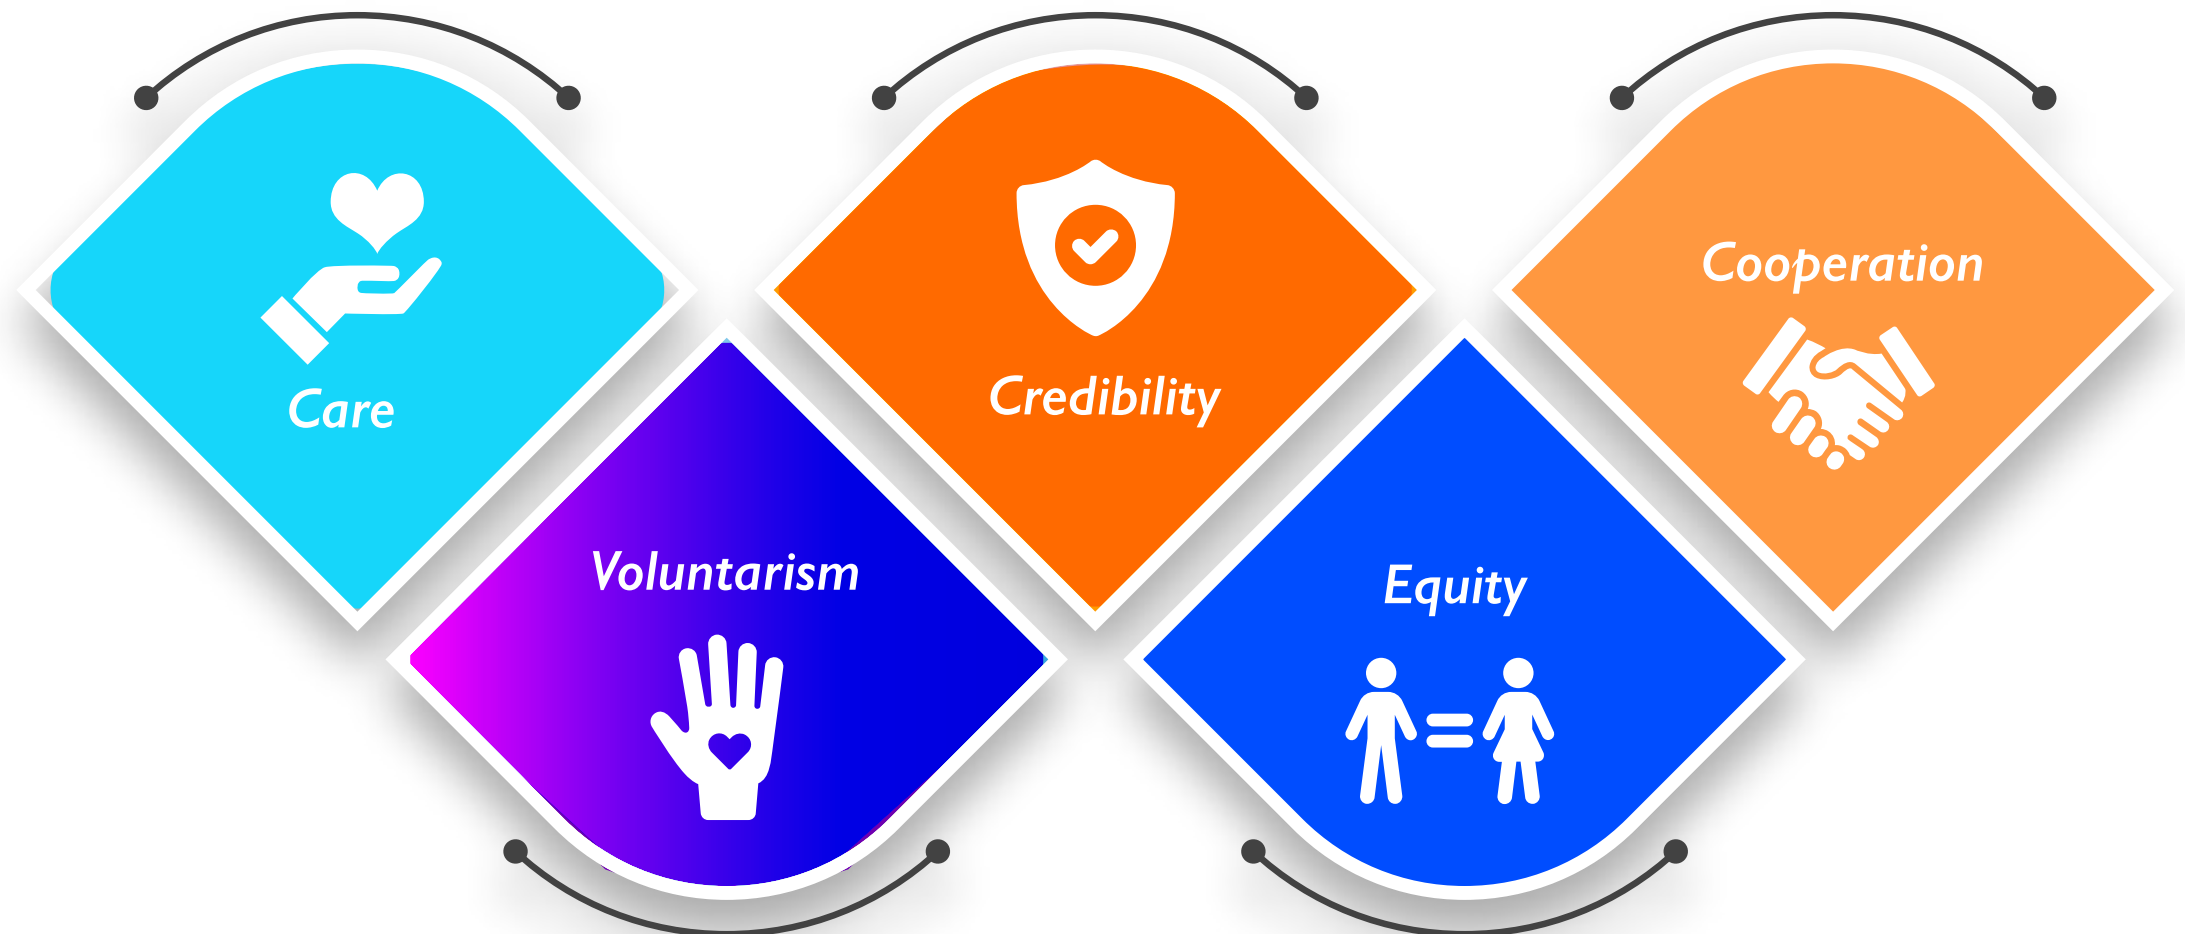 Care
Voluntarism
Credibility
Equity
Cooperation